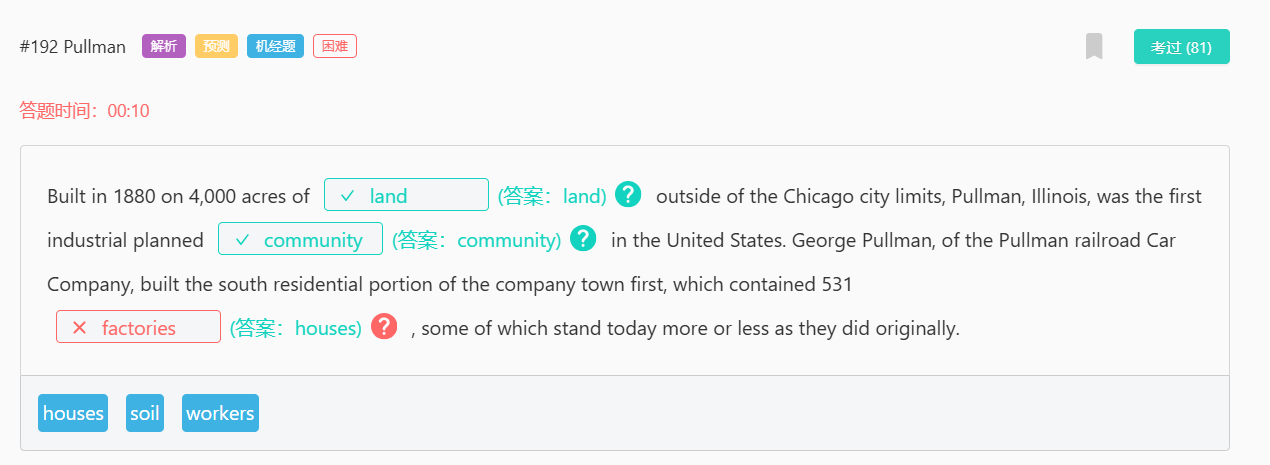 #192 Pullman 解析 预测 机经题 困难 考过 (81)
答题时间：00:10
Built in 1880 on 4,000 acres of ✓ land (答案：land) ? outside of the Chicago city limits, Pullman, Illinois, was the first
industrial planned ✓ community (答案：community) ? in the United States. George Pullman, of the Pullman railroad Car
Company, built the south residential portion of the company town first, which contained 531
✕ factories (答案：houses) ? , some of which stand today more or less as they did originally.
houses soil workers